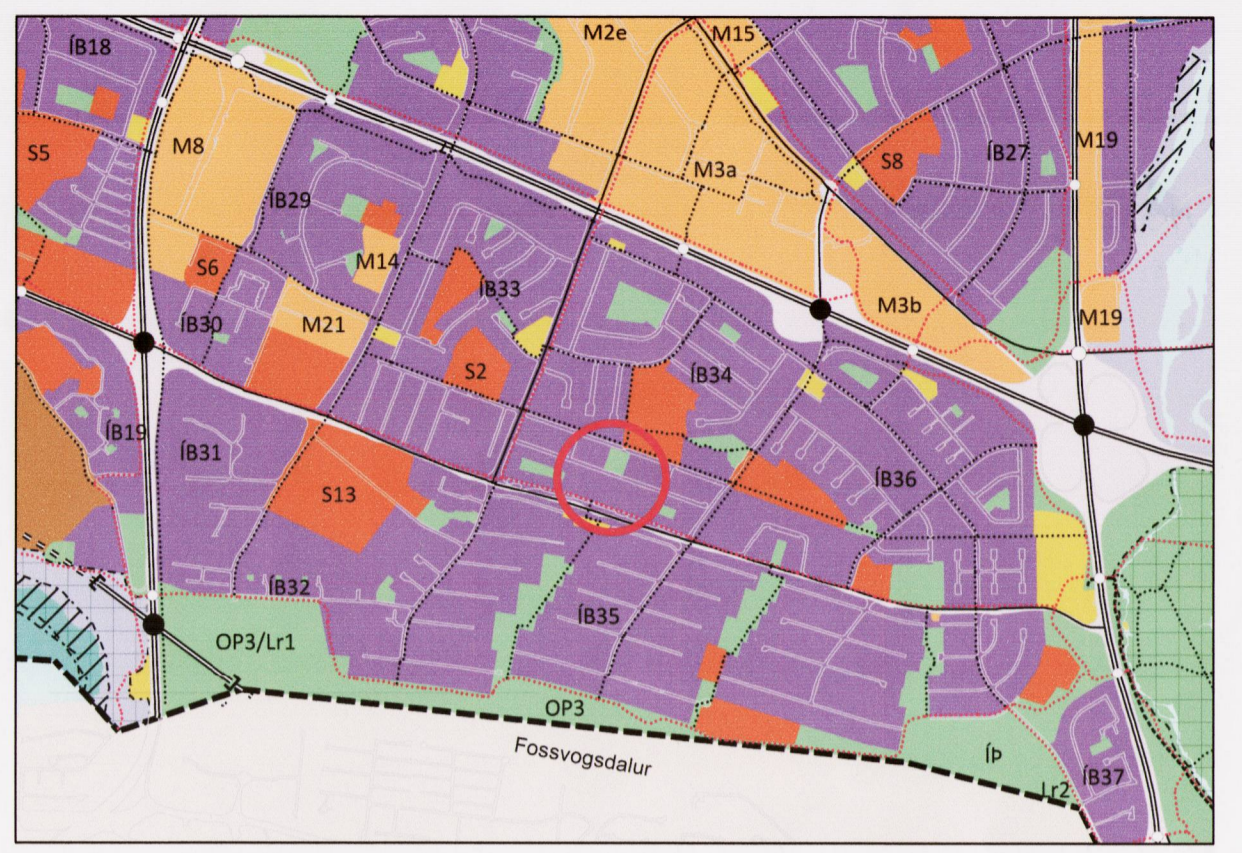 M2e
M15
ÍB18
M8
S5
M3a
S8
ÍB27
M19
ÍB29
M14
S6
ÍB33
M3b
M19
ÍB30
M21
S2
ÍB34
ÍB19
ÍB31
S13
ÍB36
ÍB32
ÍB35
OP3/Lr1
OP3
Fossvogsdalur
ÍÞ
Lr2
ÍB37